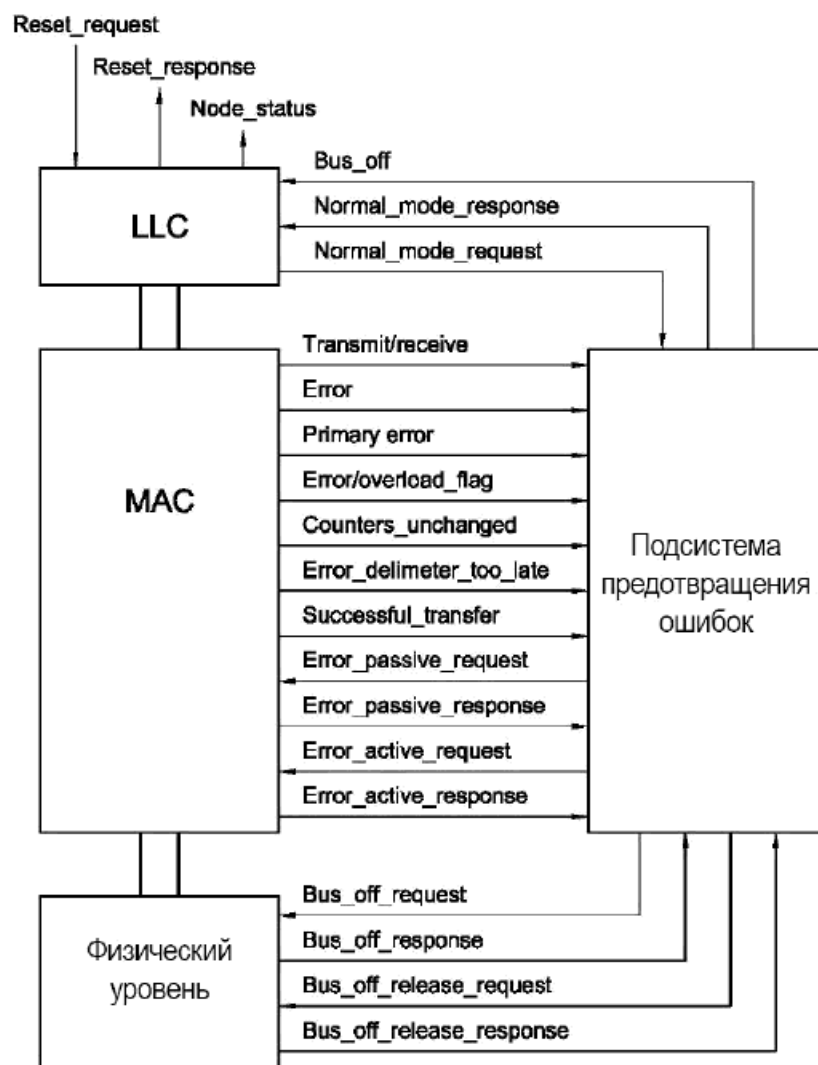 Reset_request
Reset_response
Node_status
Bus_off
LLC
Normal_mode_response
Normal_mode_request
Transmit/receive
Error
Primary error
Error/overload_flag
MAC
Counters_unchanged
Error_delimeter_too_late
Successful_transfer
Error_passive_request
Error_passive_response
Error_active_request
Error_active_response
Подсистема
предотвращения
ошибок
Bus_off_request
Физический
уровень
Bus_off_response
Bus_off_release_request
Bus_off_release_response